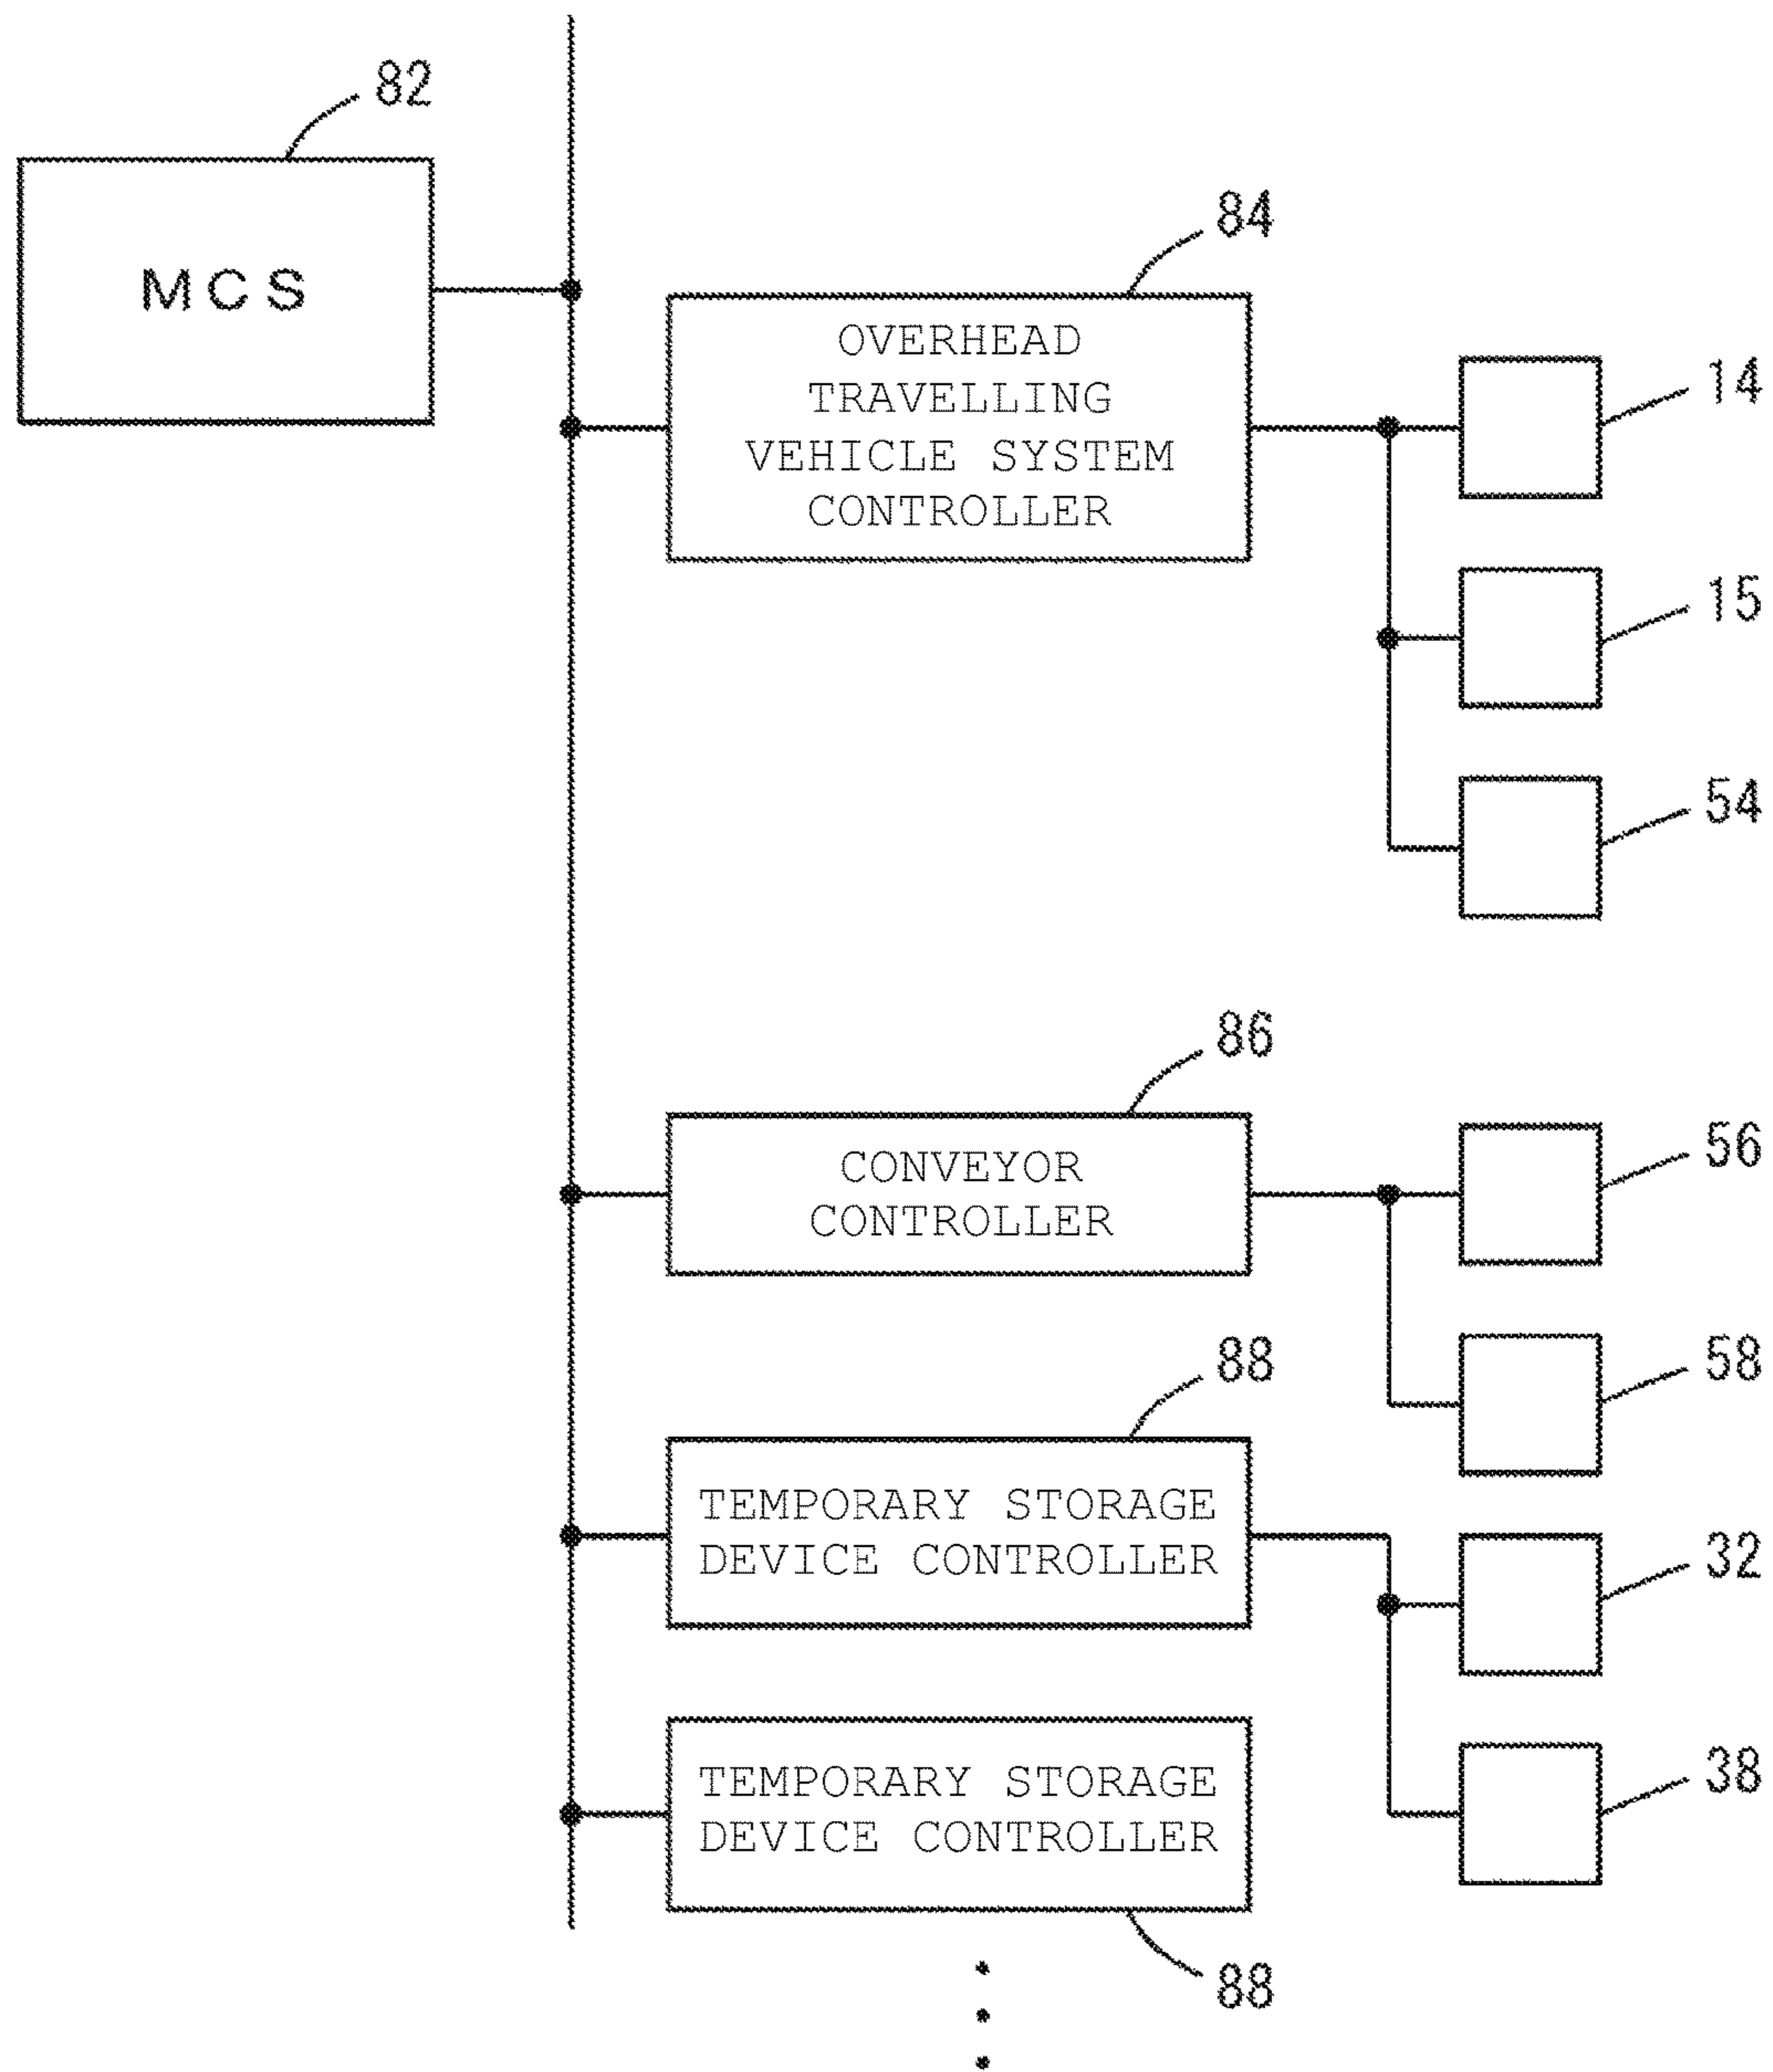 82
MCS
84
OVERHEAD
TRAVELLING
VEHICLE SYSTEM
CONTROLLER
14
15
54
86
CONVEYOR
CONTROLLER
56
58
88
TEMPORARY STORAGE
DEVICE CONTROLLER
32
38
TEMPORARY STORAGE
DEVICE CONTROLLER
88